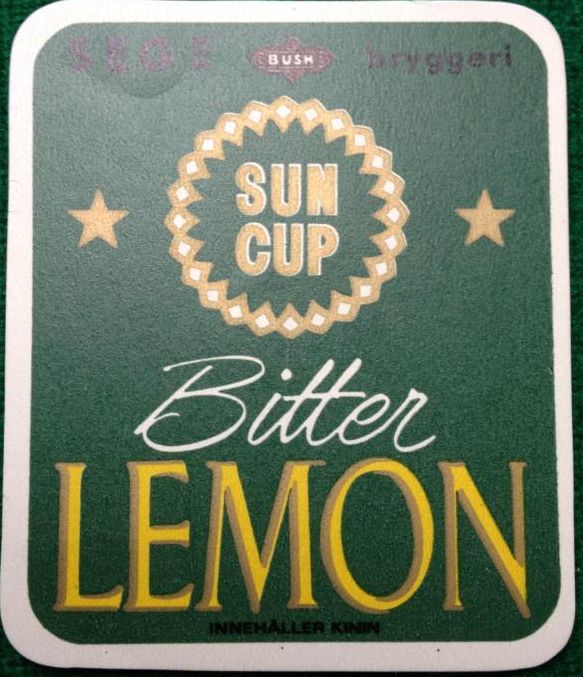 SEGE BUSH bryggeri
SUN
CUP
Bitter
LEMON
INNEHÅLLER KININ